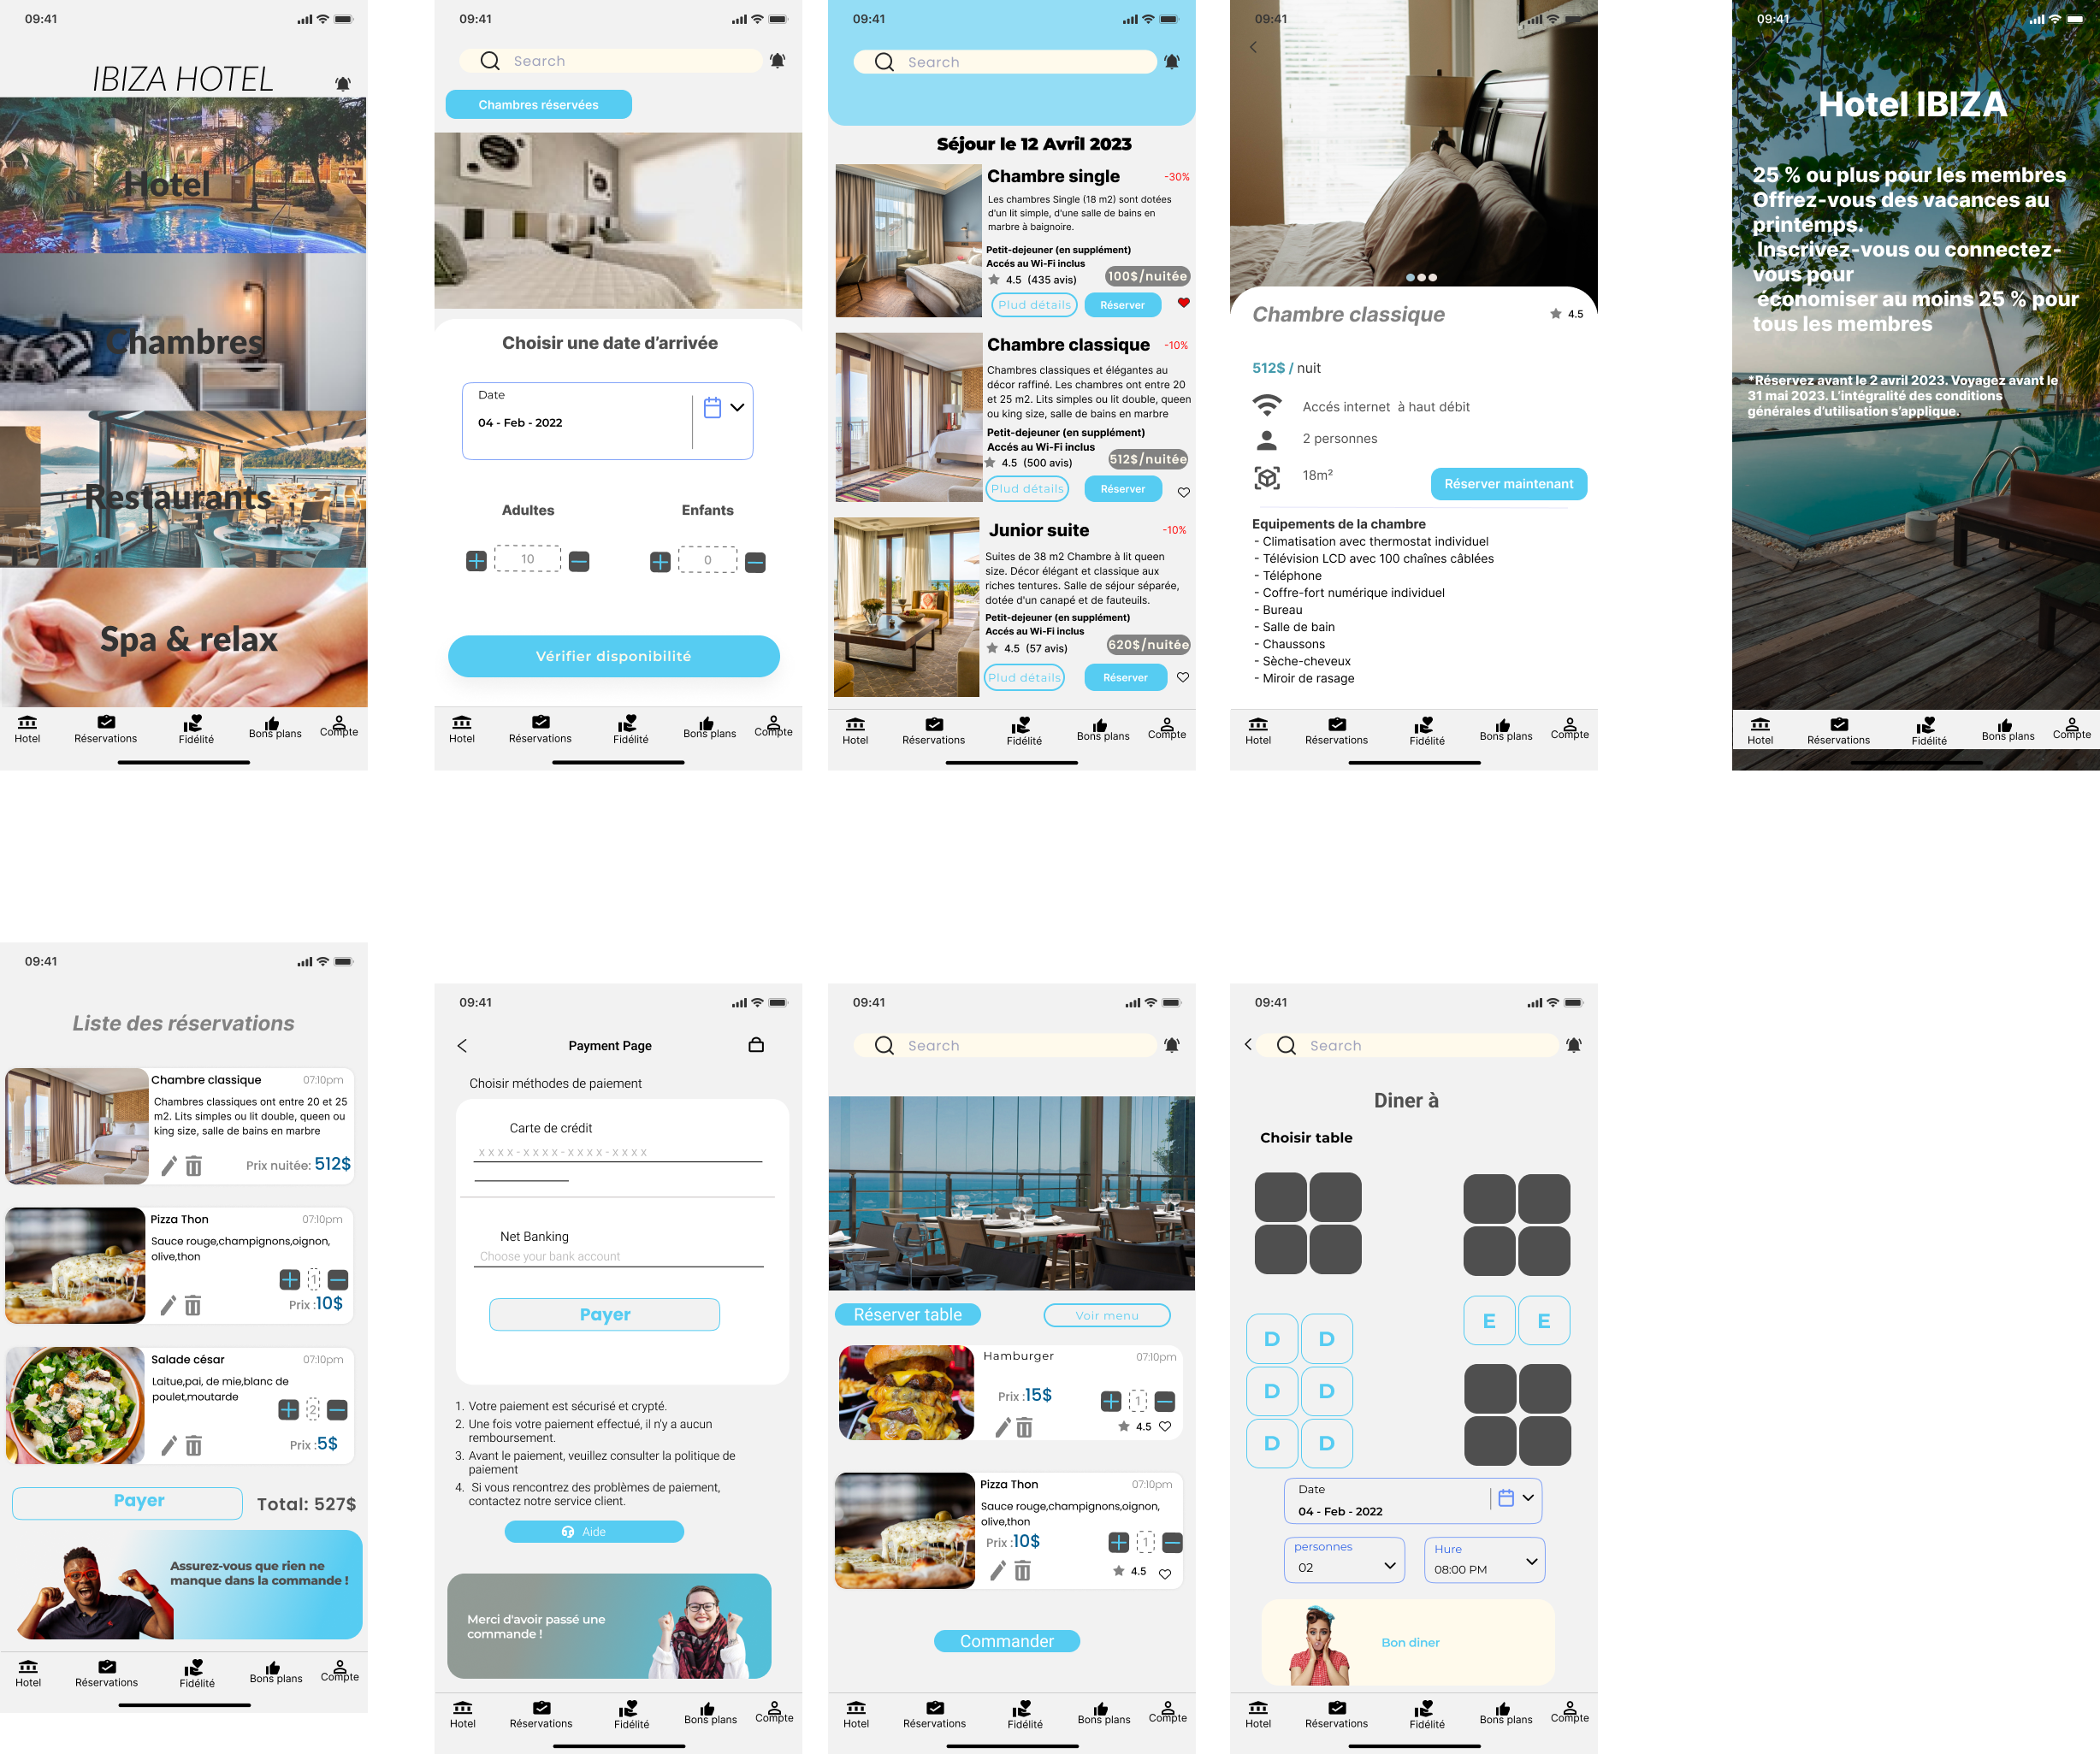 09:41
IBIZA HOTEL
Hotel
Chambres
Restaurants
Spa & relax
Hotel
Réservations
Fidélité
Bons plans
Compte
09:41
Search
Chambres réservées
Choisir une date d’arrivée
Date
04 - Feb - 2022
Adultes
Enfants
10
0
Vérifier disponibilité
Hotel
Réservations
Fidélité
Bons plans
Compte
09:41
Search
Séjour le 12 Avril 2023
Chambre single
-30%
Les chambres Single (18 m2) sont dotées
d'un lit simple, d'une salle de bains en
marbre à baignoire.
Petit-dejeuner (en supplément)
Accés au Wi-Fi inclus
4.5 (435 avis)
100$/nuitée
Plud détails
Réserver
Chambre classique
-10%
Chambres classiques et élégantes au
décor raffiné. Les chambres ont entre 20
et 25 m2. Lits simples ou lit double, queen
ou king size, salle de bains en marbre
Petit-dejeuner (en supplément)
Accés au Wi-Fi inclus
4.5 (500 avis)
512$/nuitée
Plud détails
Réserver
Junior suite
-10%
Suites de 38 m2 Chambre à lit queen
size. Décor élégant et classique aux
riches tentures. Salle de séjour séparée,
dotée d'un canapé et de fauteuils.
Petit-dejeuner (en supplément)
Accés au Wi-Fi inclus
4.5 (57 avis)
620$/nuitée
Plud détails
Réserver
Hotel
Réservations
Fidélité
Bons plans
Compte
09:41
Chambre classique
4.5
512$ / nuit
Accés internet à haut débit
2 personnes
18m²
Réserver maintenant
Equipements de la chambre
- Climatisation avec thermostat individuel
- Télévision LCD avec 100 chaînes câblées
- Téléphone
- Coffre-fort numérique individuel
- Bureau
- Salle de bain
- Chaussons
- Sèche-cheveux
- Miroir de rasage
Hotel
Réservations
Fidélité
Bons plans
Compte
09:41
Hotel IBIZA
25 % ou plus pour les membres
Offrez-vous des vacances au
printemps.
Inscrivez-vous ou connectez-
vous pour
économiser au moins 25 % pour
tous les membres
*Réservez avant le 2 avril 2023. Voyagez avant le
31 mai 2023. L’intégralité des conditions
générales d’utilisation s’applique.
Hotel
Réservations
Fidélité
Bons plans
Compte
09:41
Liste des réservations
Chambre classique
07:10pm
Chambres classiques ont entre 20 et 25
m2. Lits simples ou lit double, queen ou
king size, salle de bains en marbre
Prix nuitée: 512$
Pizza Thon
07:10pm
Sauce rouge,champignons,oignon,
olive,thon
1
Prix :10$
Salade césar
07:10pm
Laitue,pai, de mie,blanc de
poulet,moutarde
2
Prix :5$
Payer
Total: 527$
Assurez-vous que rien ne
manque dans la commande !
Hotel
Réservations
Fidélité
Bons plans
Compte
09:41
Payment Page
Choisir méthodes de paiement
Carte de crédit
x x x x - x x x x - x x x x - x x x x
Net Banking
Choose your bank account
Payer
1. Votre paiement est sécurisé et crypté.
2. Une fois votre paiement effectué, il n’y a aucun
remboursement.
3. Avant le paiement, veuillez consulter la politique de
paiement
4. Si vous rencontrez des problèmes de paiement,
contactez notre service client.
Aide
Merci d'avoir passé une
commande !
Hotel
Réservations
Fidélité
Bons plans
Compte
09:41
Search
Réserver table
Voir menu
Hamburger
07:10pm
Prix :15$
1
4.5
Pizza Thon
07:10pm
Sauce rouge,champignons,oignon,
olive,thon
Prix :10$
1
4.5
Commander
Hotel
Réservations
Fidélité
Bons plans
Compte
09:41
Search
Diner à
Choisir table
E E
D D
D D
D D
Date
04 - Feb - 2022
personnes
02
Hure
08:00 PM
Bon diner
Hotel
Réservations
Fidélité
Bons plans
Compte